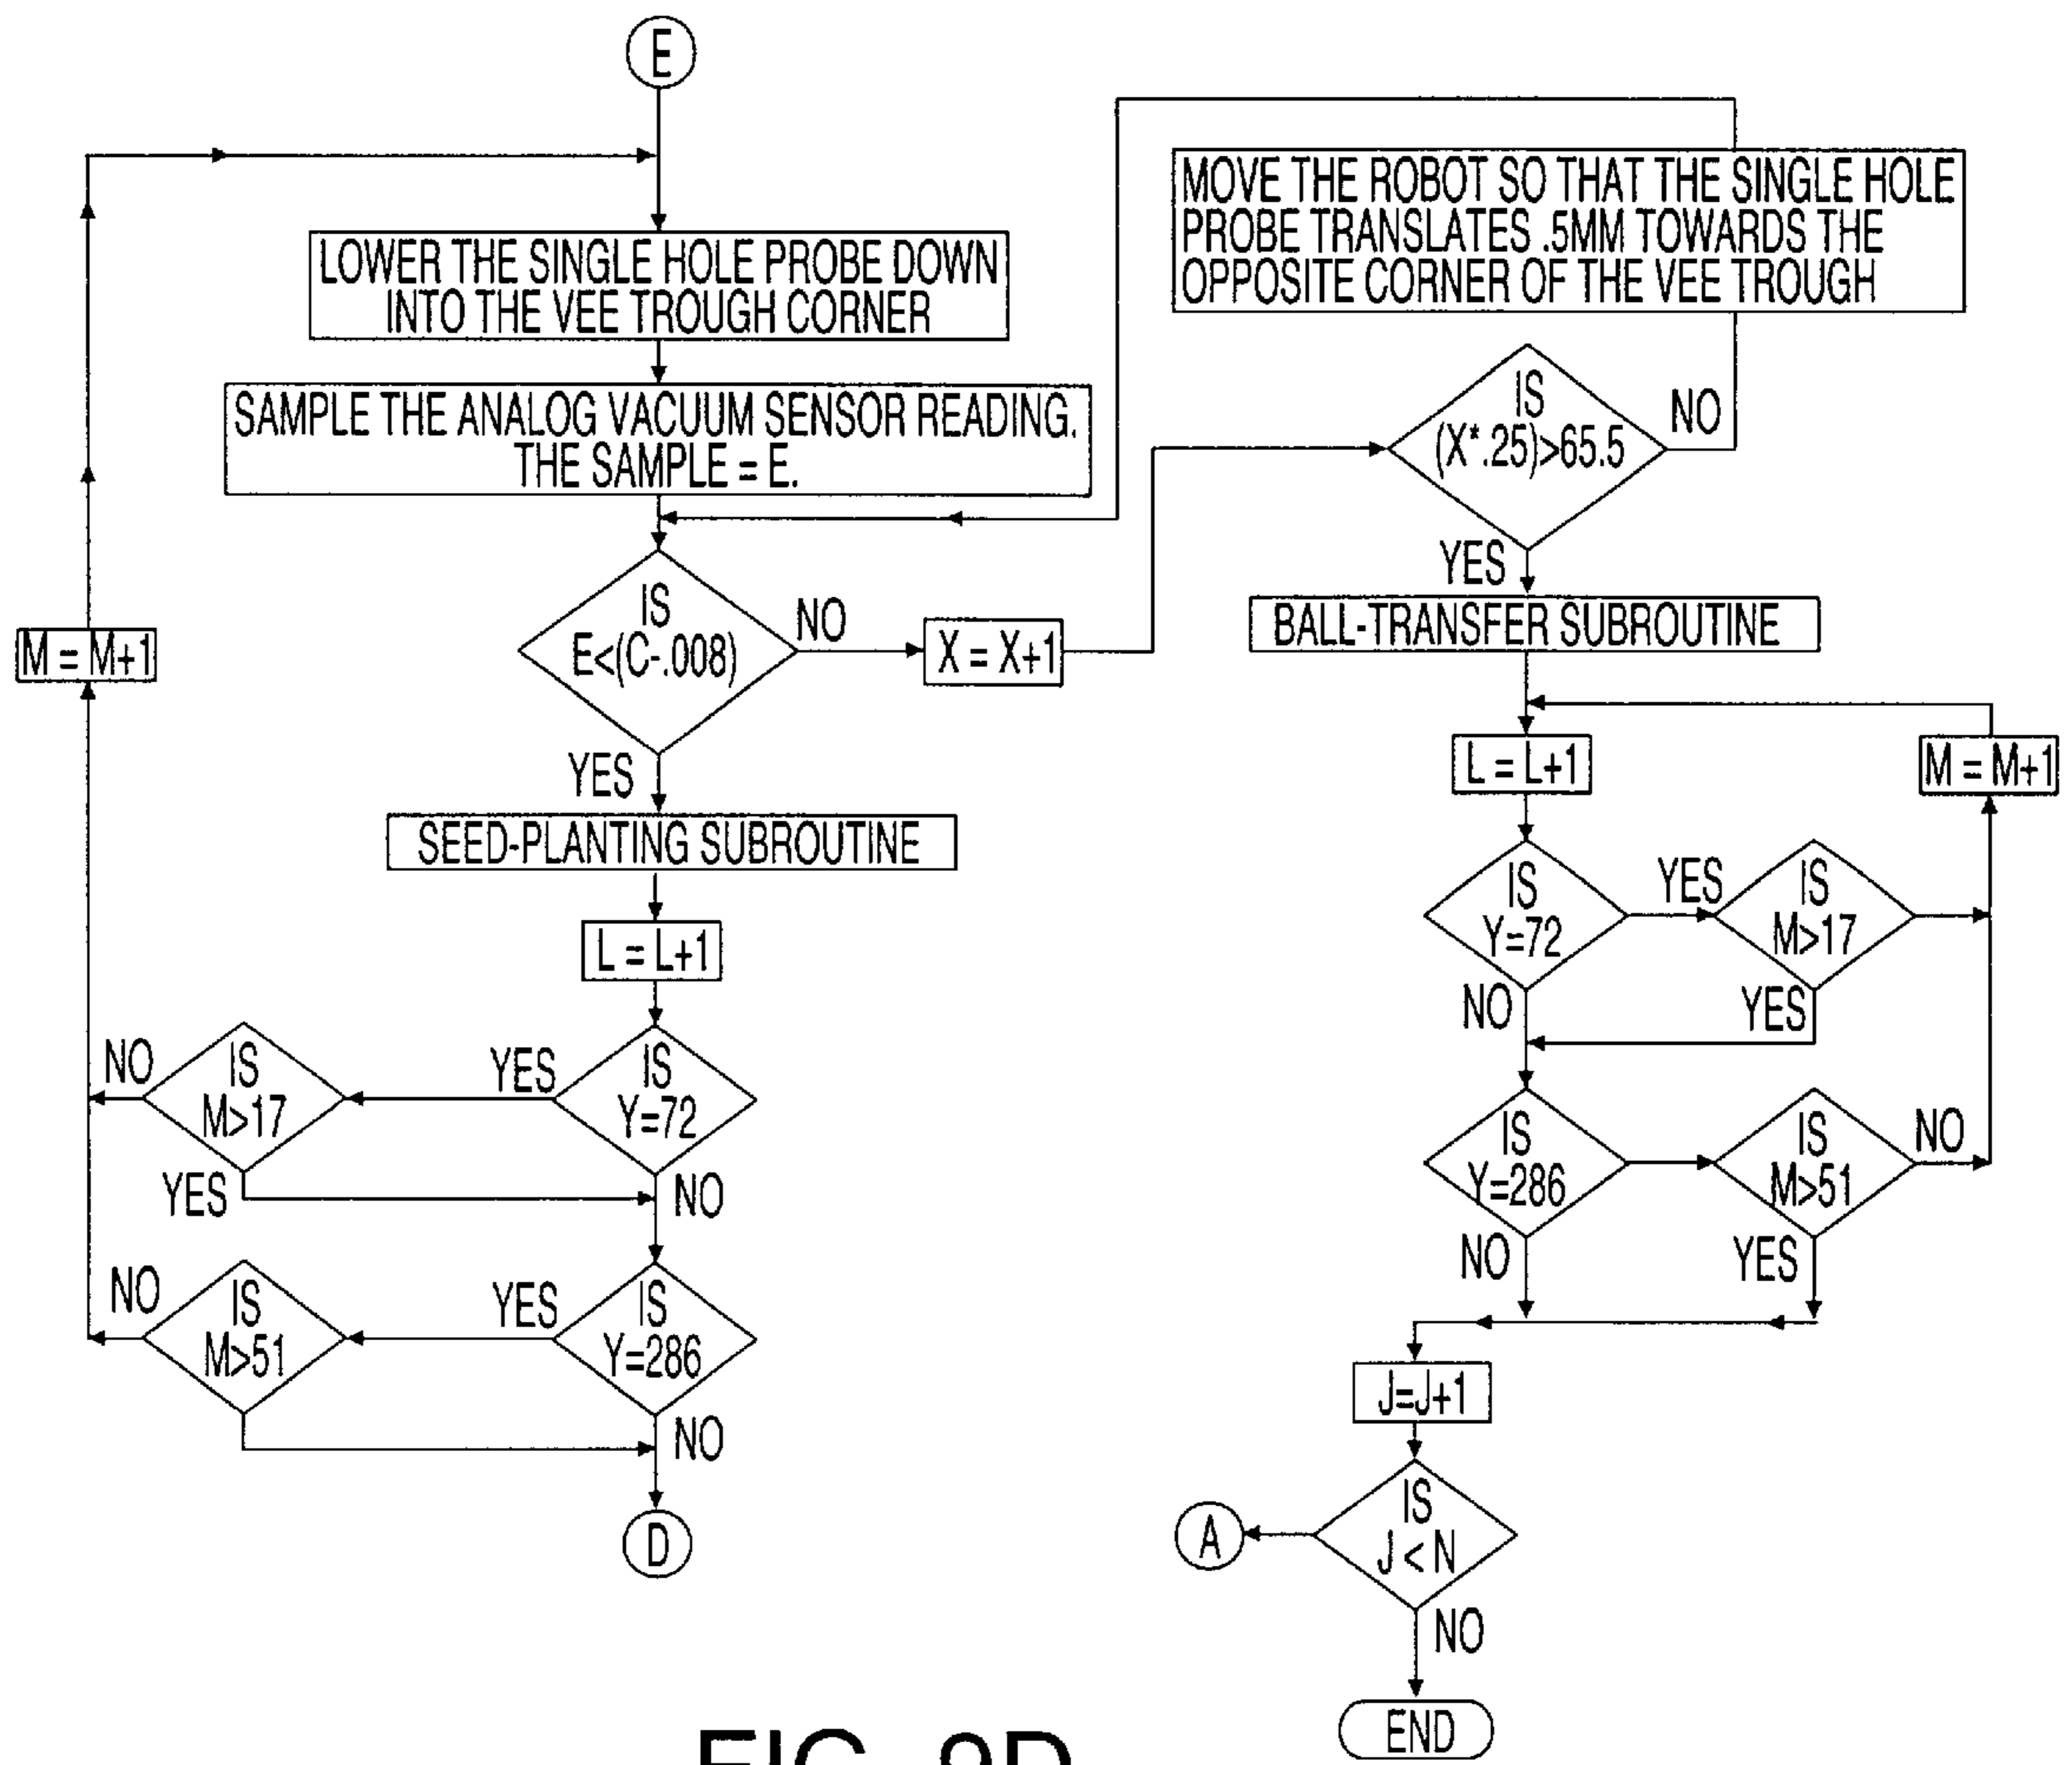 E
LOWER THE SINGLE HOLE PROBE DOWN
INTO THE VEE TROUGH CORNER
SAMPLE THE ANALOG VACUUM SENSOR READING.
THE SAMPLE = E.
IS
E<(C-.008)
NO
X = X+1
YES
SEED-PLANTING SUBROUTINE
L = L+1
IS
Y=72
YES
IS
M>17
NO
YES
NO
IS
Y=286
YES
IS
M>51
NO
NO
D
M = M+1
MOVE THE ROBOT SO THAT THE SINGLE HOLE
PROBE TRANSLATES .5MM TOWARDS THE
OPPOSITE CORNER OF THE VEE TROUGH
IS
(X*.25)>65.5
NO
YES
BALL-TRANSFER SUBROUTINE
L = L+1
M = M+1
IS
Y=72
YES
IS
M>17
NO
YES
IS
Y=286
IS
M>51
NO
NO
YES
J=J+1
IS
J < N
A
NO
END